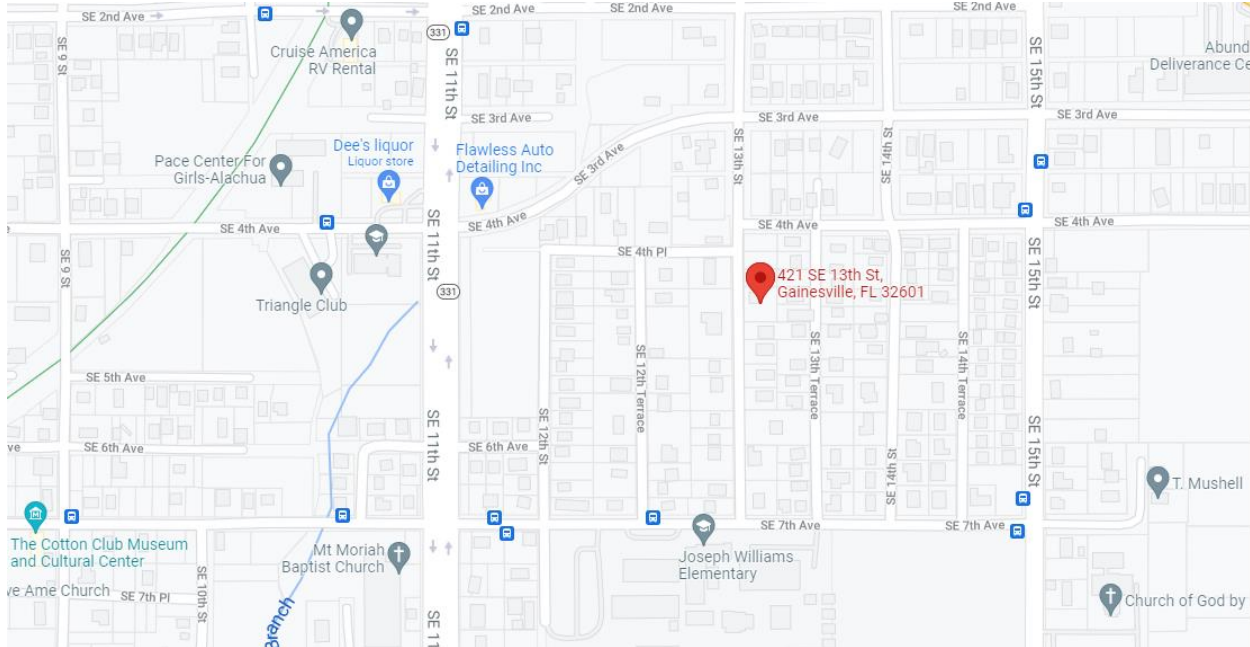 SE 2nd Ave
SE 2nd Ave
SE 2nd Ave
SE 2nd Ave
331
Cruise America
RV Rental
SE 9 St
SE 11th St
SE 15th St
Abund
Deliverance Ce
SE 3rd Ave
SE 3rd Ave
SE 3rd Ave
SE 3rd Ave
SE 13th St
SE 14th St
Dee's liquor
Liquor store
Flawless Auto
Detailing Inc
Pace Center For
Girls-Alachua
SE 4th Ave
SE 4th Ave
SE 4th Ave
SE 4th Ave
SE 11th St
SE 9 St
SE 4th Pl
SE 15th St
421 SE 13th St,
Gainesville, FL 32601
Triangle Club
331
SE 12th Terrace
SE 13th Terrace
SE 14th Terrace
SE 5th Ave
SE 11th St
SE 12th St
SE 15th St
ve
SE 6th Ave
SE 6th Ave
SE 14th St
T. Mushell
SE 7th Ave
SE 7th Ave
The Cotton Club Museum
and Cultural Center
Mt Moriah
Baptist Church
Joseph Williams
Elementary
ve Ame Church
SE 7th Pl
SE 10th St
Branch
SE 11
Church of God by